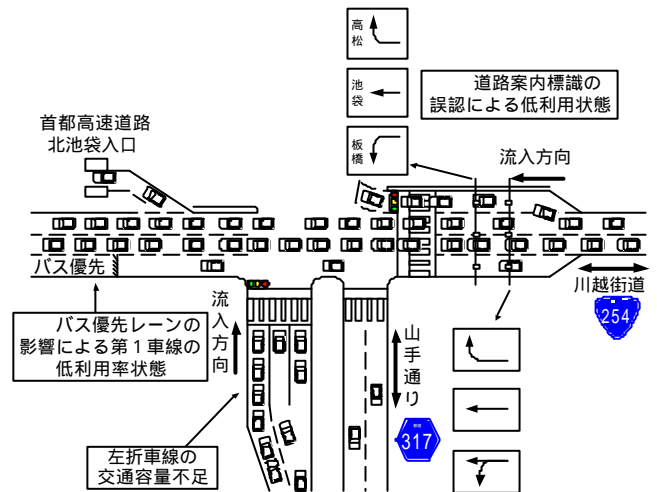 高松
池袋
板橋
道路案内標識の
誤認による低利用状態
首都高速道路
北池袋入口
流入方向
バス優先
川越街道
254
バス優先レーンの
影響による第1車線の
低利用率状態
流入方向
山手通り
317
左折車線の
交通容量不足